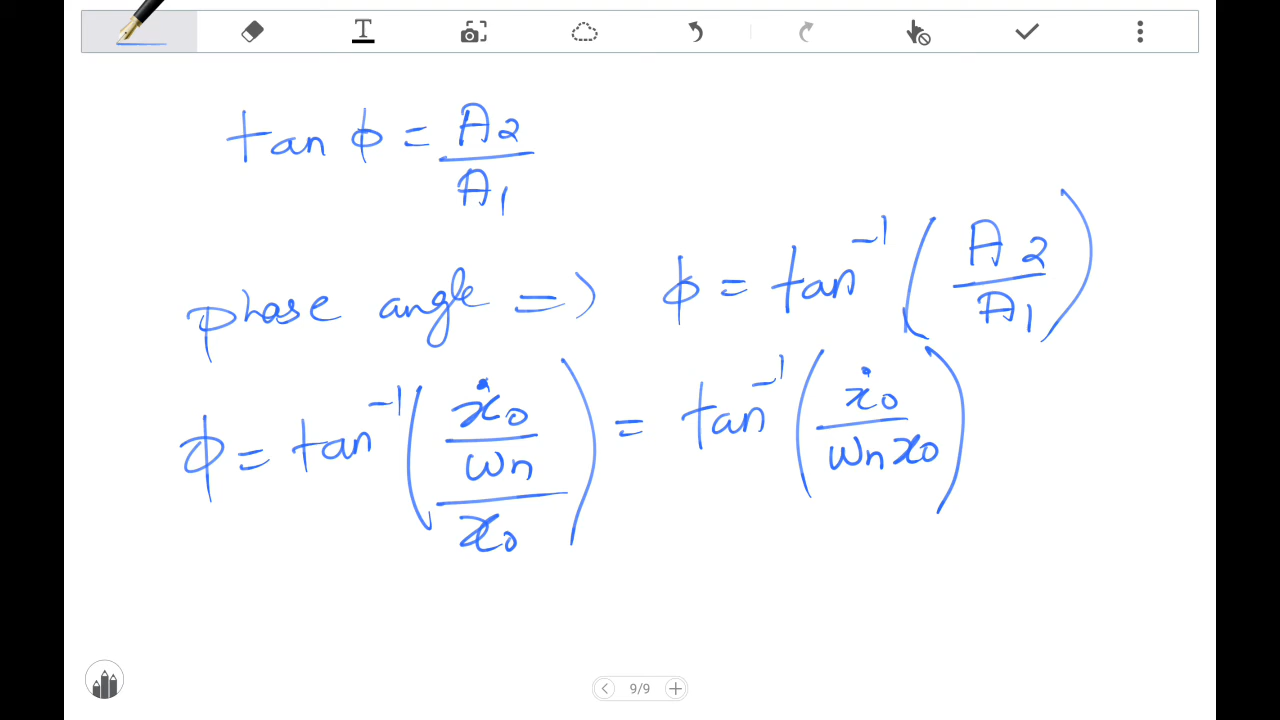 tan ϕ = A2/A1
phase angle => ϕ = tan⁻¹ (A2/A1)
ϕ = tan⁻¹ ((ẋ0/ωn)/x0) = tan⁻¹ (ẋ0/ωn x0)
T
9/9